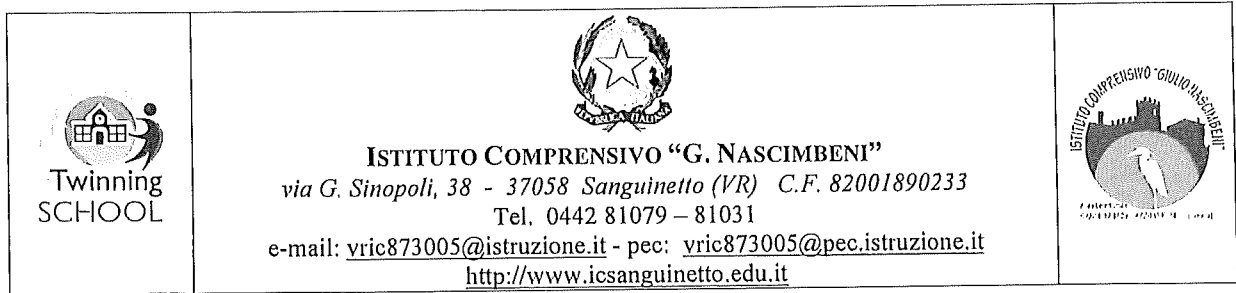 Twinning
SCHOOL
ISTITUTO COMPRENSIVO “G. NASCIMBENI”
via G. Sinopoli, 38 - 37058 Sanguinetto (VR) C.F. 82001890233
Tel. 0442 81079 – 81031
e-mail: vric873005@istruzione.it - pec: vric873005@pec.istruzione.it
http://www.icsanguinetto.edu.it
ISTITUTO COMPRENSIVO "GIULIO NASCIMBENI"